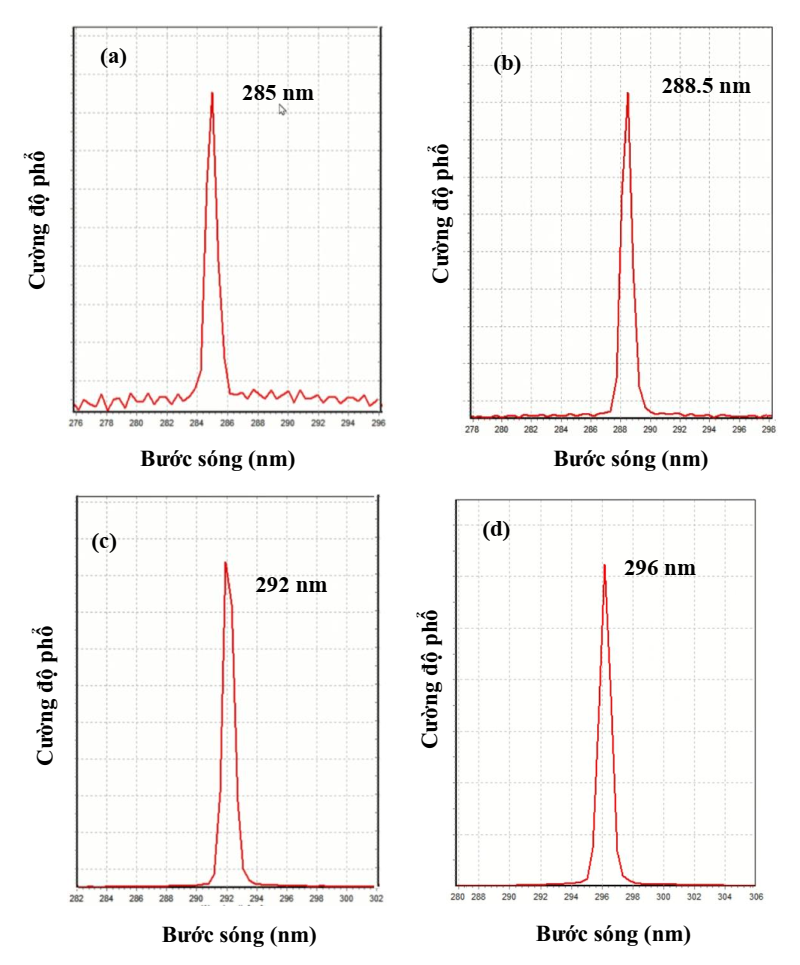 (a)
285 nm
Cường độ phổ
276 278 280 282 284 286 288 290 292 294 296
Bước sóng (nm)
(b)
288.5 nm
Cường độ phổ
278 280 282 284 286 288 290 292 294 296 298
Bước sóng (nm)
(c)
292 nm
Cường độ phổ
282 284 286 288 290 292 294 296 298 300 302
Bước sóng (nm)
(d)
296 nm
Cường độ phổ
280 288 290 292 294 296 298 300 302 304 306
Bước sóng (nm)